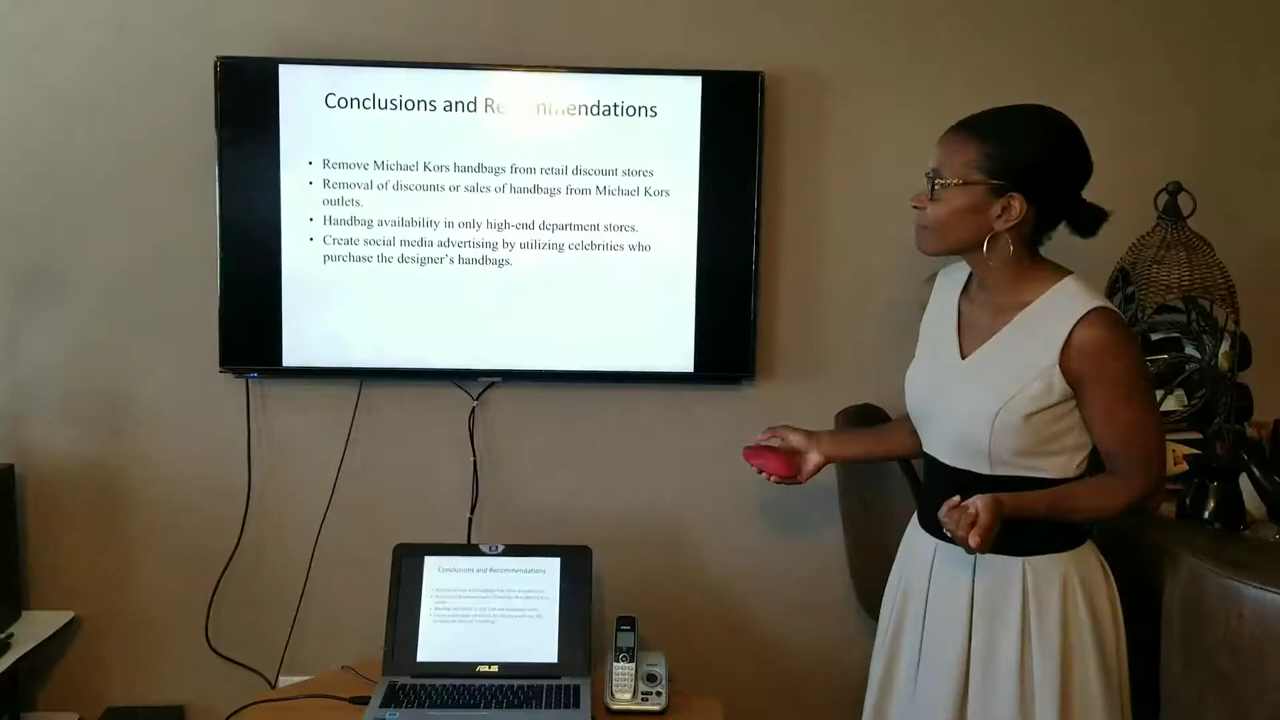 Conclusions and Recommendations
• Remove Michael Kors handbags from retail discount stores
• Removal of discounts or sales of handbags from Michael Kors
outlets.
• Handbag availability in only high-end department stores.
• Create social media advertising by utilizing celebrities who
purchase the designer's handbags.
Conclusions and Recommendations
ASUS